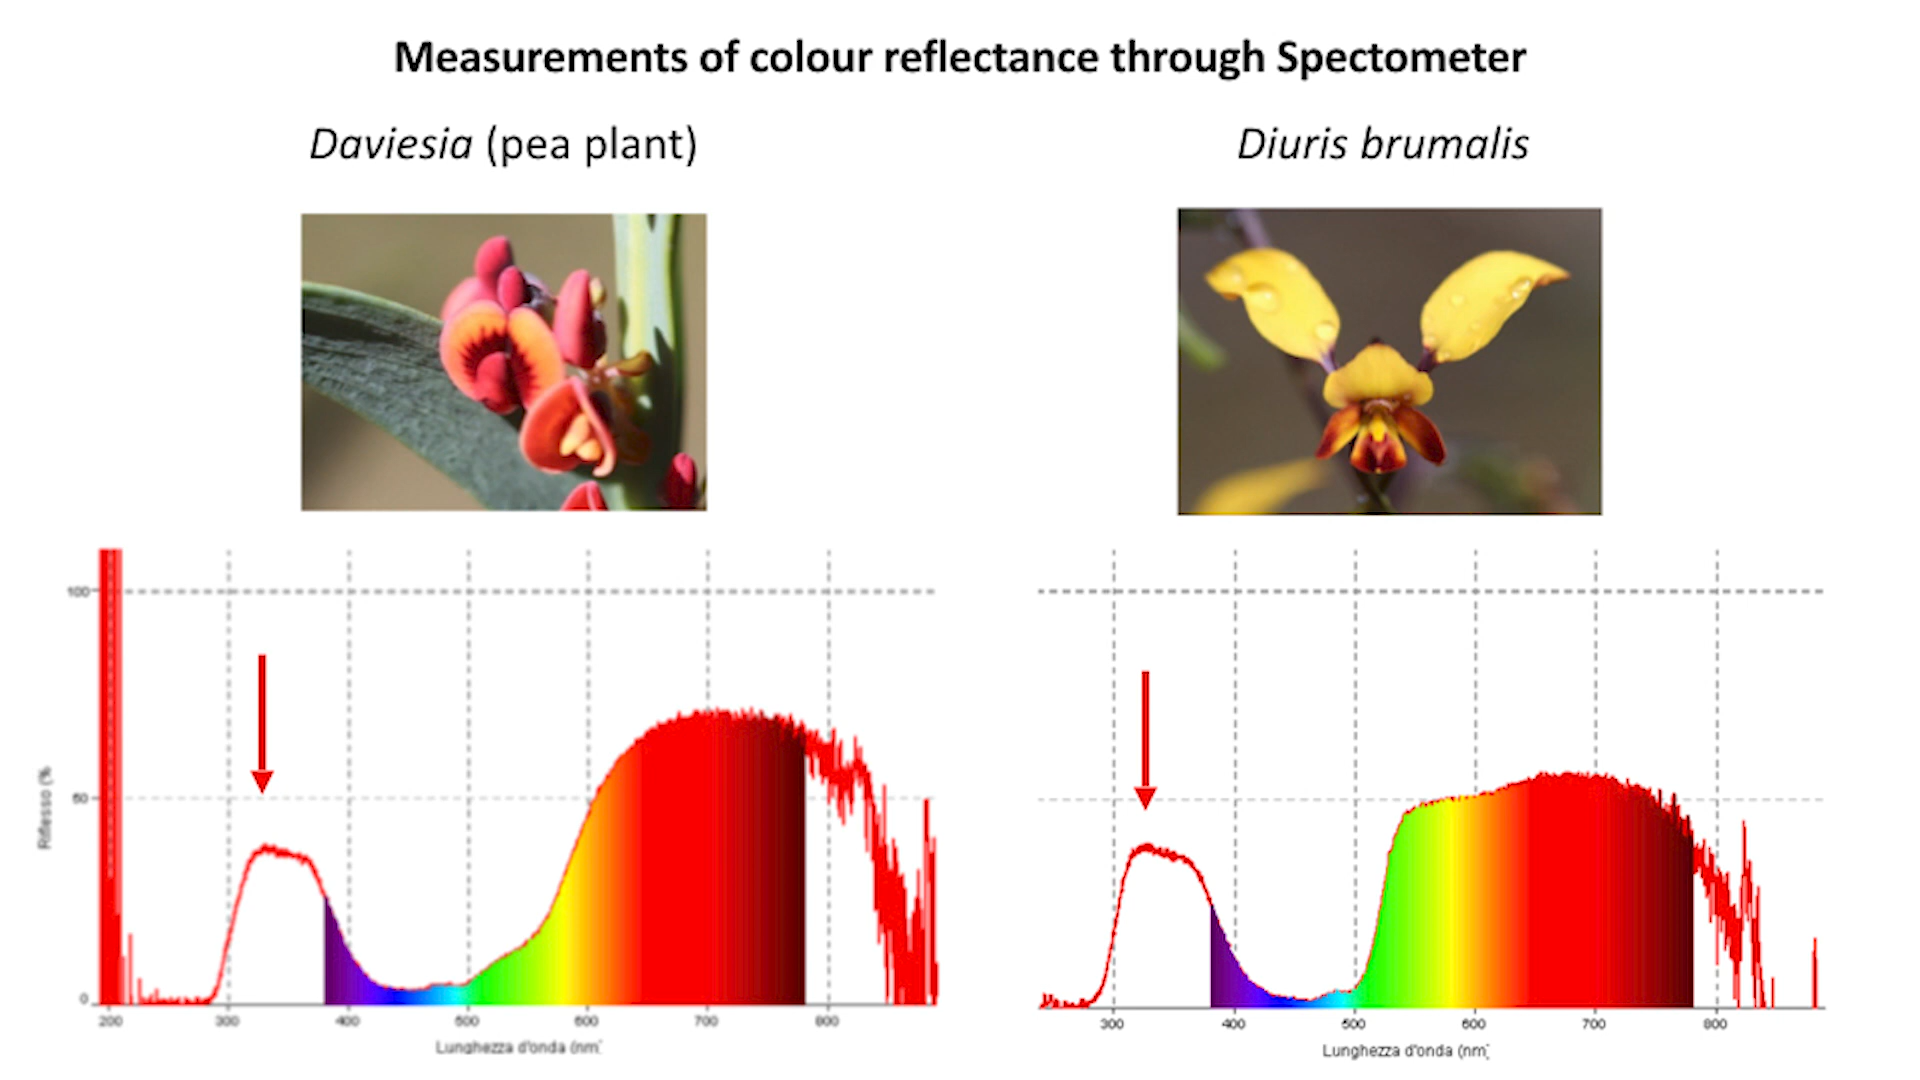 Measurements of colour reflectance through Spectometer
Daviesia (pea plant)
Diuris brumalis
100
50
0
Riflesso (%
200 300 400 500 600 700 800
Lunghezza d'onda (nm)
300 400 500 600 700 800
Lunghezza d'onda (nm)